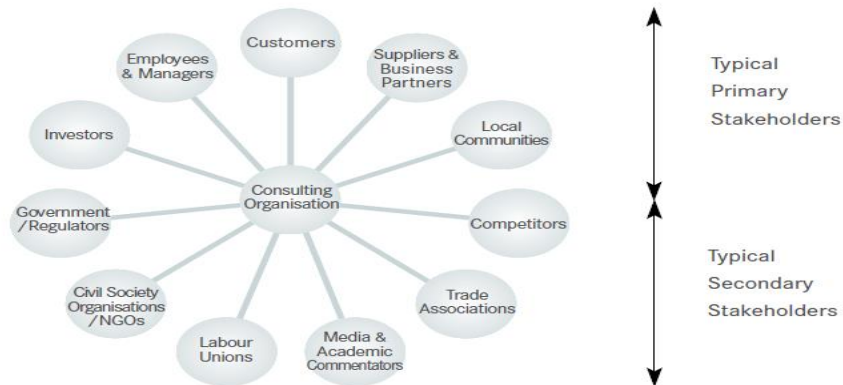 Customers
Employees
& Managers
Suppliers &
Business
Partners
Investors
Local
Communities
Consulting
Organisation
Government
/Regulators
Competitors
Civil Society
Organisations
/NGOs
Trade
Associations
Labour
Unions
Media &
Academic
Commentators
Typical
Primary
Stakeholders
Typical
Secondary
Stakeholders